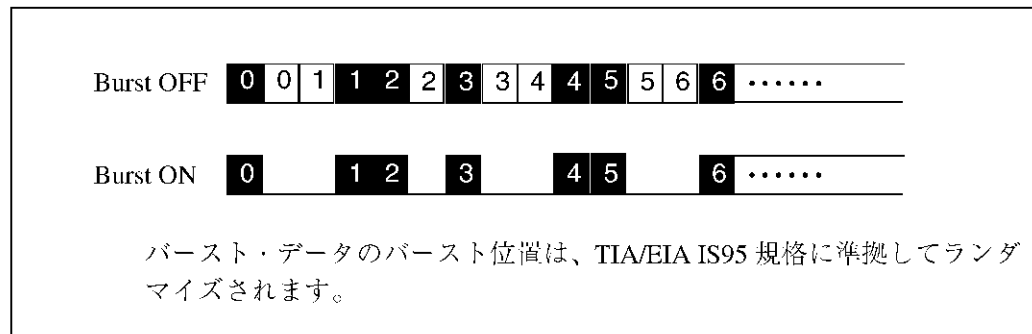 Burst OFF 0 0 1 1 2 2 3 3 4 4 5 5 6 6 ······
Burst ON 0 1 2 3 4 5 6 ······
バースト・データのバースト位置は、TIA/EIA IS95 規格に準拠してランダ
マイズされます。